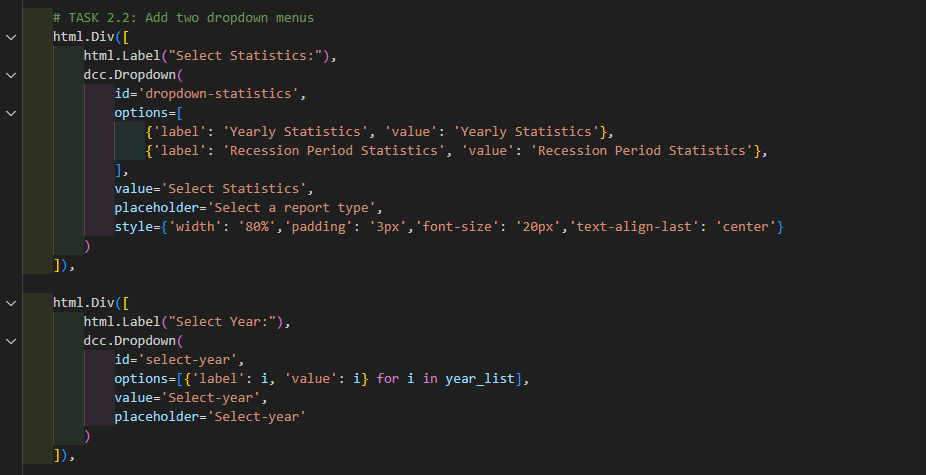 # TASK 2.2: Add two dropdown menus
html.Div([
html.Label("Select Statistics:"),
dcc.Dropdown(
id='dropdown-statistics',
options=[
{'label': 'Yearly Statistics', 'value': 'Yearly Statistics'},
{'label': 'Recession Period Statistics', 'value': 'Recession Period Statistics'},
],
value='Select Statistics',
placeholder='Select a report type',
style={'width': '80%','padding': '3px','font-size': '20px','text-align-last': 'center'}
)
]),
html.Div([
html.Label("Select Year:"),
dcc.Dropdown(
id='select-year',
options=[{'label': i, 'value': i} for i in year_list],
value='Select-year',
placeholder='Select-year'
)
]),